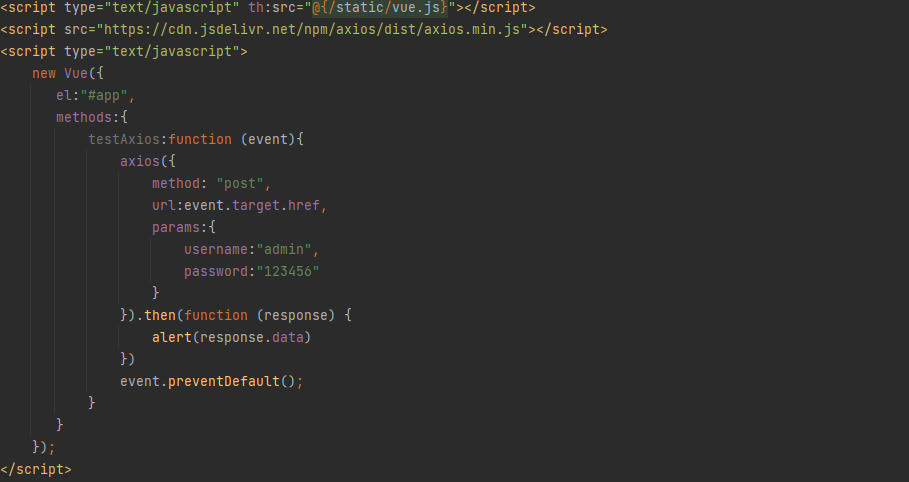 <script type="text/javascript" th:src="@{/static/vue.js}"></script>
<script src="https://cdn.jsdelivr.net/npm/axios/dist/axios.min.js"></script>
<script type="text/javascript">
    new Vue({
       el:"#app",
       methods:{
           testAxios:function (event){
               axios({
                   method: "post",
                   url:event.target.href,
                   params:{
                       username:"admin",
                       password:"123456"
                   }
               }).then(function (response) {
                   alert(response.data)
               })
               event.preventDefault();
           }
       }
    });
</script>